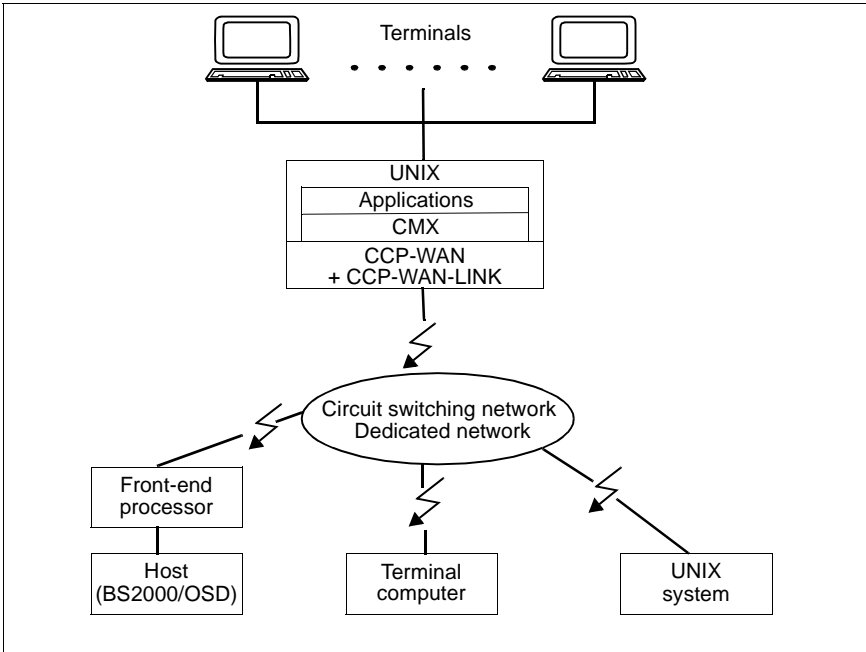 Terminals
UNIX
Applications
CMX
CCP-WAN
+ CCP-WAN-LINK
Circuit switching network
Dedicated network
Front-end
processor
Host
(BS2000/OSD)
Terminal
computer
UNIX
system